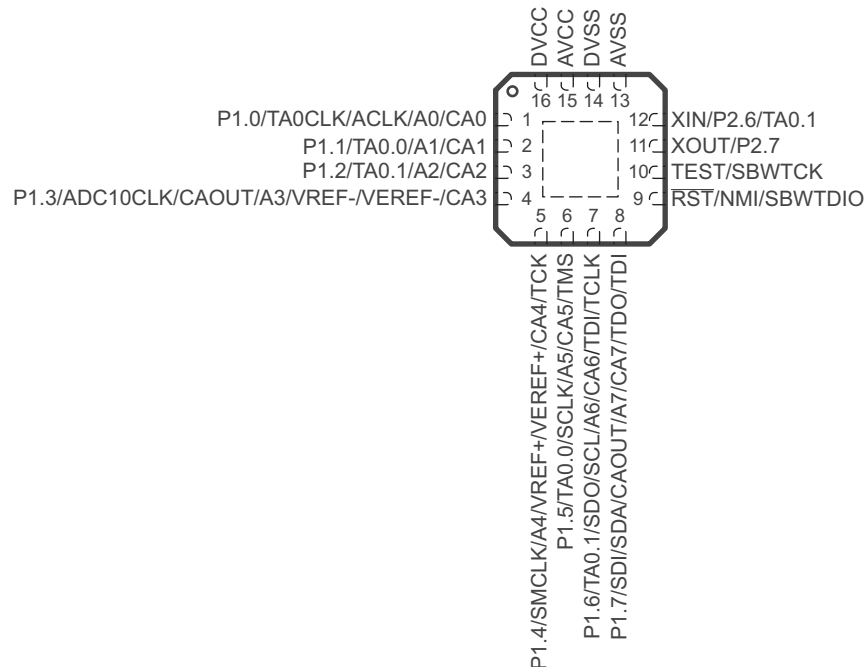 DVCC
AVCC
DVSS
AVSS
16 15 14 13
P1.0/TA0CLK/ACLK/A0/CA0 1
P1.1/TA0.0/A1/CA1 2
P1.2/TA0.1/A2/CA2 3
P1.3/ADC10CLK/CAOUT/A3/VREF-/VEREF-/CA3 4
12 XIN/P2.6/TA0.1
11 XOUT/P2.7
10 TEST/SBWTCK
9 RST/NMI/SBWTDIO
5 6 7 8
P1.4/SMCLK/A4/VREF+/VEREF+/CA4/TCK
P1.5/TA0.0/SCLK/A5/CA5/TMS
P1.6/TA0.1/SDO/SCL/A6/CA6/TDI/TCLK
P1.7/SDI/SDA/CAOUT/A7/CA7/TDO/TDI